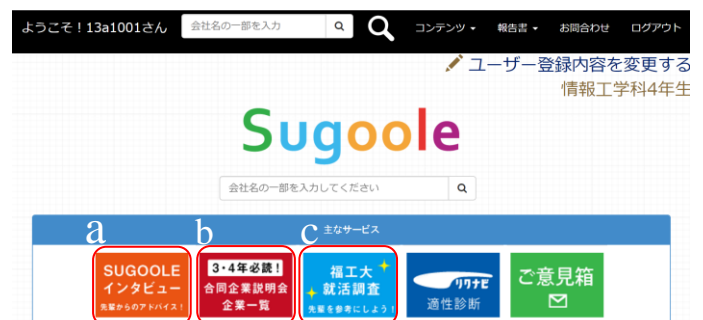 ようこそ！13a1001さん 会社名の一部を入力 コンテンツ 報告書 お問合わせ ログアウト
ユーザー登録内容を変更する
情報工学科4年生
Sugoole
会社名の一部を入力してください
主なサービス
a b c
SUGOOLE
インタビュー
先輩からのアドバイス！
3・4年必読！
合同企業説明会
企業一覧
福工大
就活調査
先輩を参考にしよう！
リクナビ
適性診断
ご意見箱